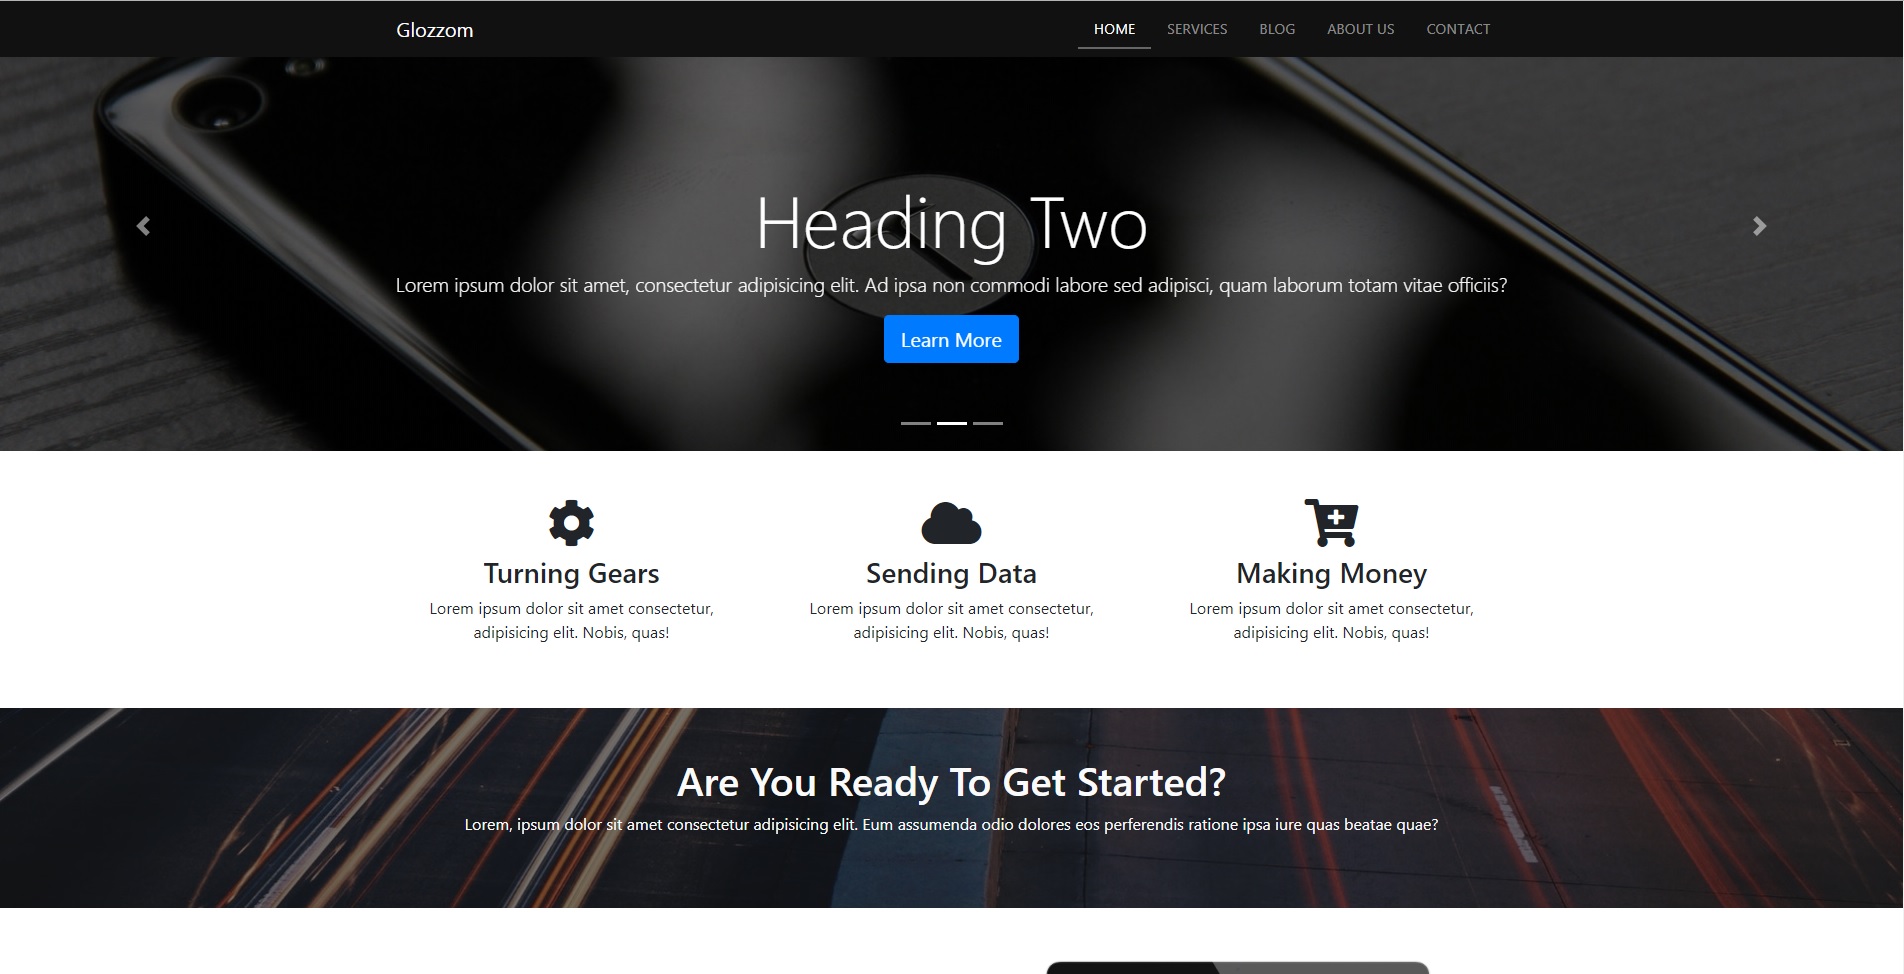 Glozzom
HOME SERVICES BLOG ABOUT US CONTACT
Heading Two
Lorem ipsum dolor sit amet, consectetur adipisicing elit. Ad ipsa non commodi labore sed adipisci, quam laborum totam vitae officiis?
Learn More
Turning Gears
Lorem ipsum dolor sit amet consectetur,
adipisicing elit. Nobis, quas!
Sending Data
Lorem ipsum dolor sit amet consectetur,
adipisicing elit. Nobis, quas!
Making Money
Lorem ipsum dolor sit amet consectetur,
adipisicing elit. Nobis, quas!
Are You Ready To Get Started?
Lorem, ipsum dolor sit amet consectetur adipisicing elit. Eum assumenda odio dolores eos perferendis ratione ipsa iure quas beatae quae?